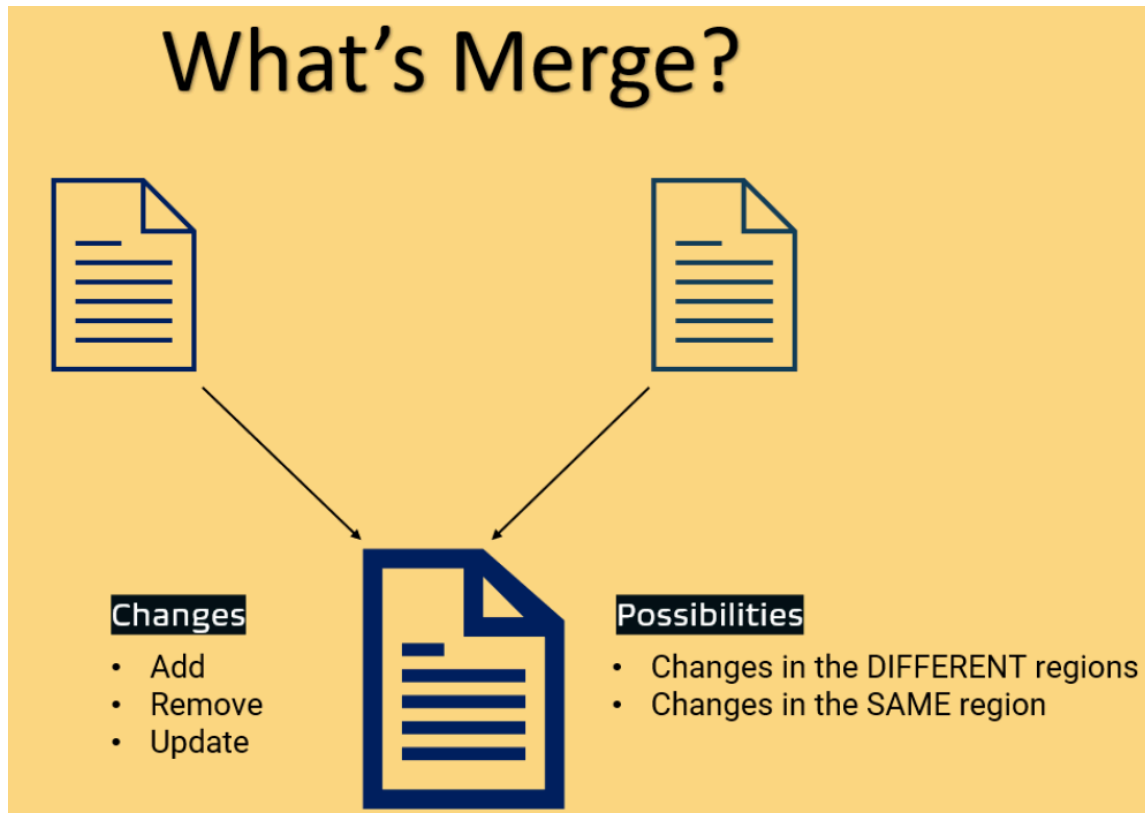 What's Merge?
Changes
• Add
• Remove
• Update
Possibilities
• Changes in the DIFFERENT regions
• Changes in the SAME region